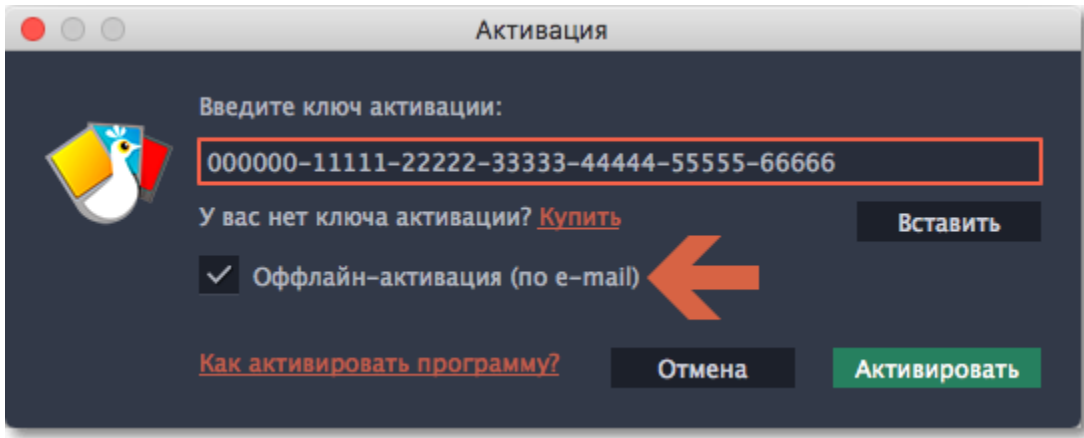 Активация
Введите ключ активации:
000000-11111-22222-33333-44444-55555-66666
У вас нет ключа активации? Купить
Вставить
Оффлайн-активация (по e-mail)
Как активировать программу?
Отмена
Активировать